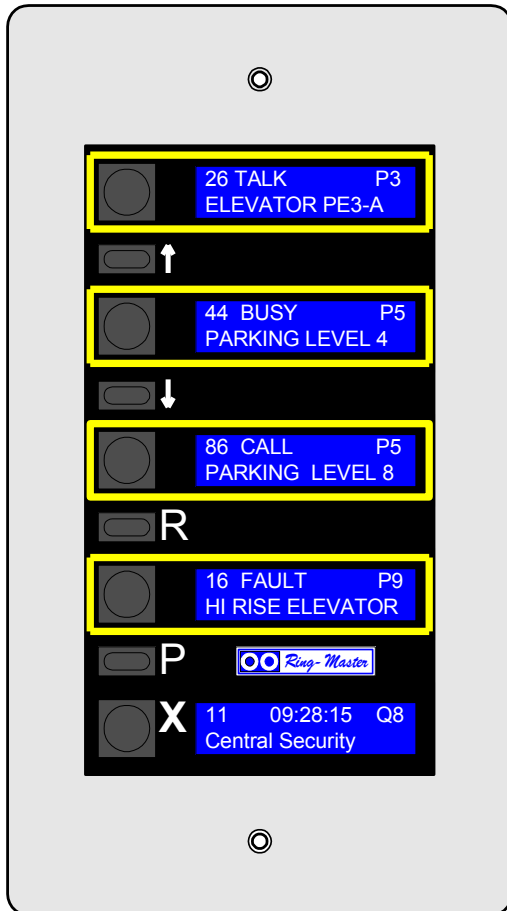 26 TALK P3
ELEVATOR PE3-A
44 BUSY P5
PARKING LEVEL 4
86 CALL P5
PARKING LEVEL 8
R
16 FAULT P9
HI RISE ELEVATOR
P
Ring-Master
X
11 09:28:15 Q8
Central Security